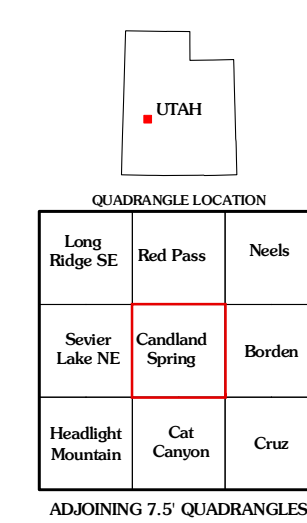 UTAH
QUADRANGLE LOCATION
Long
Ridge SE
Red Pass
Neels
Sevier
Lake NE
Candland
Spring
Borden
Headlight
Mountain
Cat
Canyon
Cruz
ADJOINING 7.5' QUADRANGLES